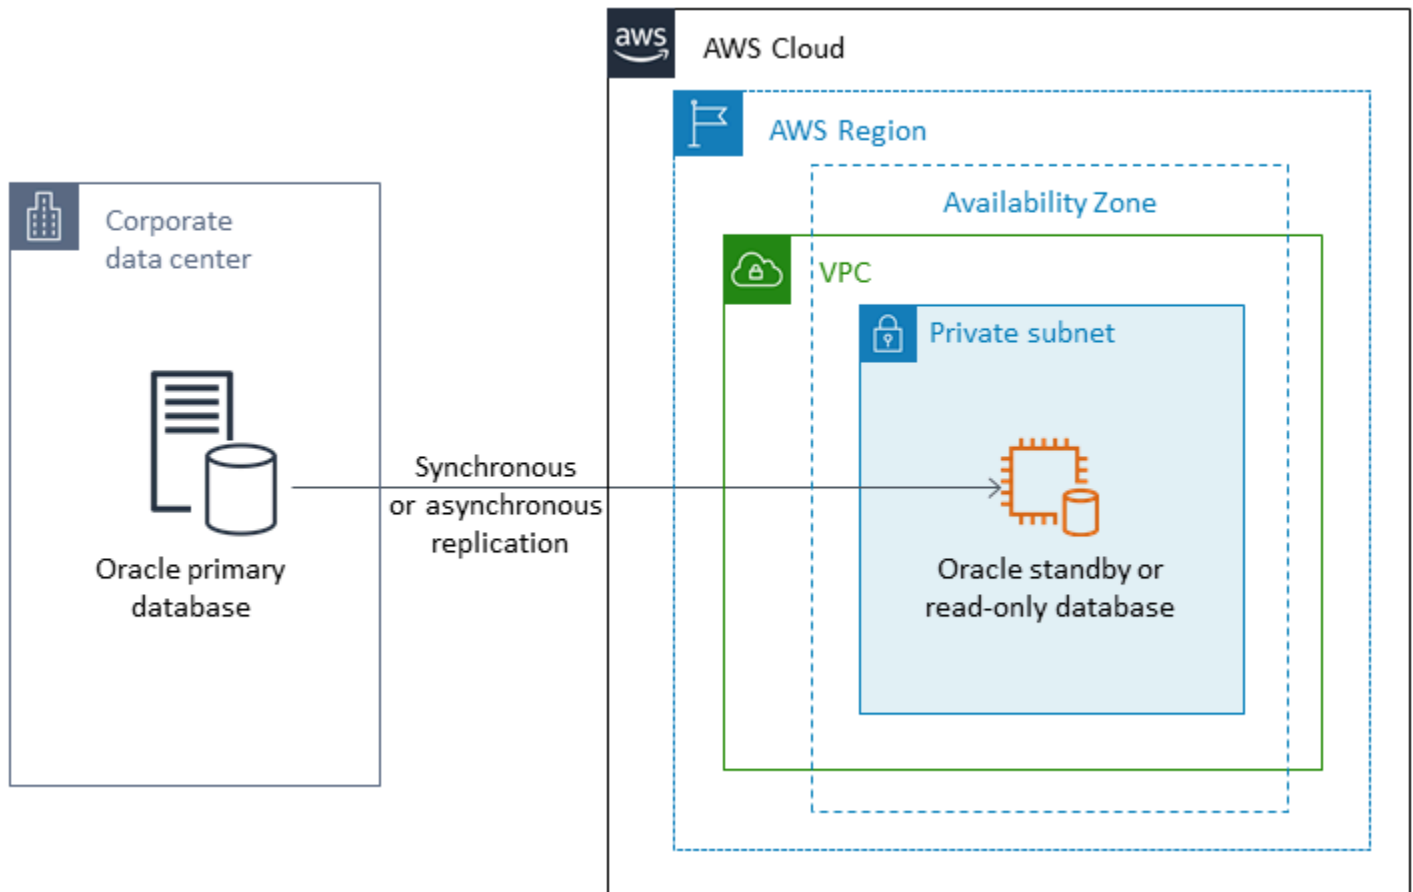 aws
AWS Cloud
AWS Region
Availability Zone
VPC
Private subnet
Corporate
data center
Synchronous
or asynchronous
replication
Oracle primary
database
Oracle standby or
read-only database